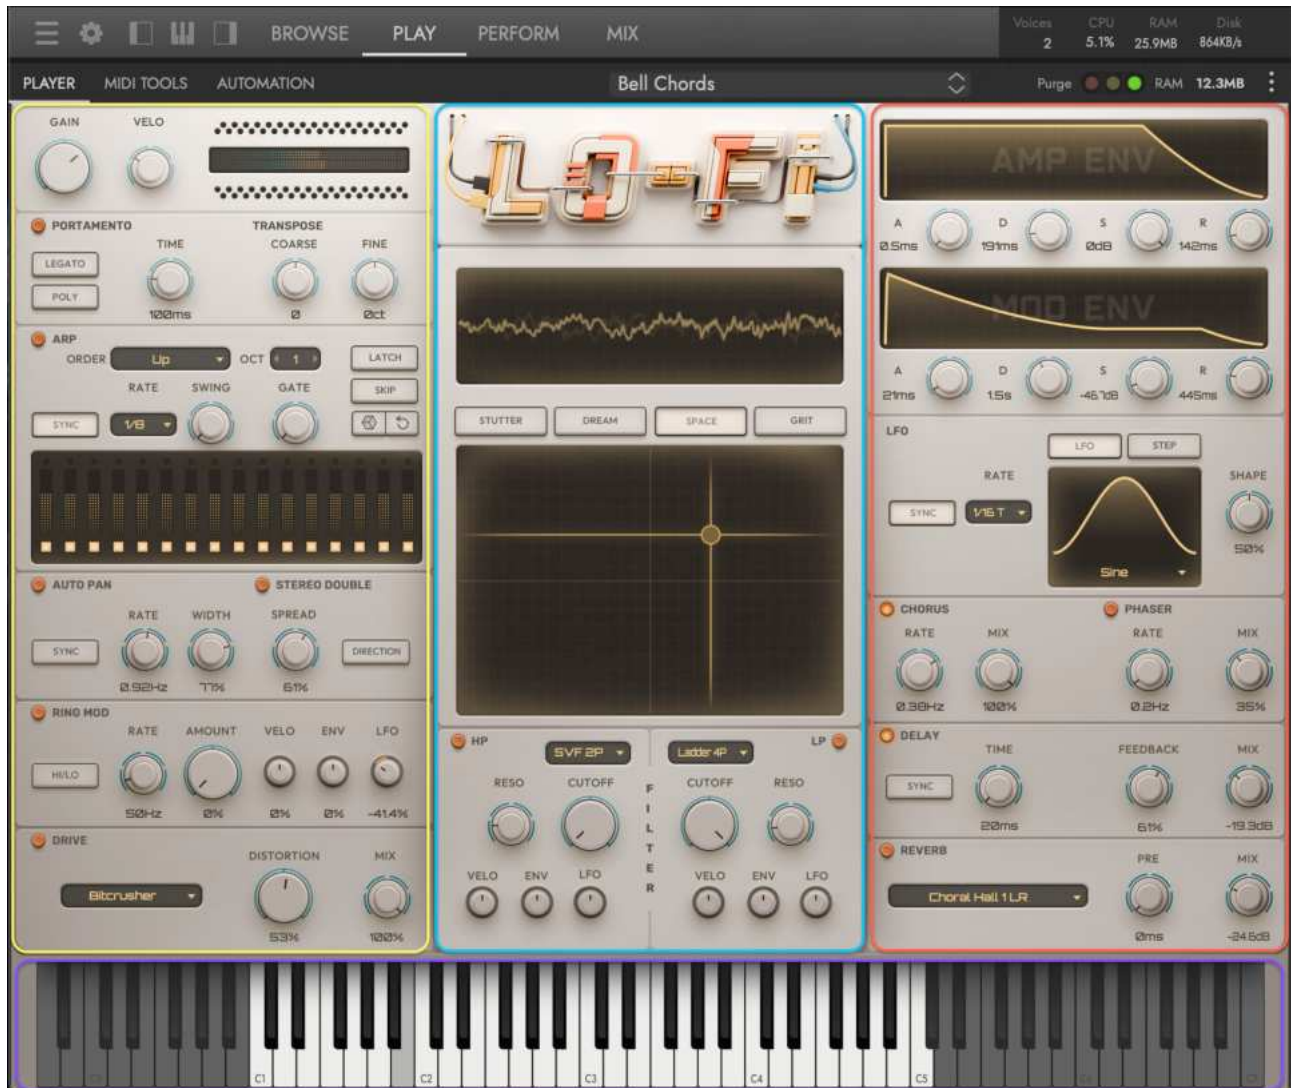 BROWSE PLAY PERFORM MIX
Voices CPU RAM Disk
2 5.1% 25.9MB 864KB/s
PLAYER MIDI TOOLS AUTOMATION
Bell Chords
Purge RAM 12.3MB
GAIN VELO
PORTAMENTO TRANSPOSE
TIME COARSE FINE
LEGATO
POLY
100ms 0 0ct
ARP
ORDER Up OCT 1 LATCH
RATE SWING GATE SKIP
SYNC 1/8
AUTO PAN STEREO DOUBLE
RATE WIDTH SPREAD
SYNC DIRECTION
0.92Hz 77% 61%
RING MOD
RATE AMOUNT VELO ENV LFO
HI/LO
50Hz 0% 0% 0% -41.4%
DRIVE
DISTORTION MIX
Bitcrusher
53% 100%
LO-FI
STUTTER DREAM SPACE GRIT
HP SVF 2P Ladder 4P LP
RESO CUTOFF CUTOFF RESO
FILTER
VELO ENV LFO VELO ENV LFO
AMP ENV
A D S R
0.5ms 191ms 0dB 142ms
MOD ENV
A D S R
21ms 1.5s -46.7dB 445ms
LFO
LFO STEP
RATE SHAPE
SYNC 1/16 T
50%
Sine
CHORUS PHASER
RATE MIX RATE MIX
0.38Hz 100% 0.2Hz 35%
DELAY
TIME FEEDBACK MIX
SYNC
20ms 61% -19.3dB
REVERB
PRE MIX
Choral Hall 1 LR
0ms -24.6dB
C1 C2 C3 C4 C5